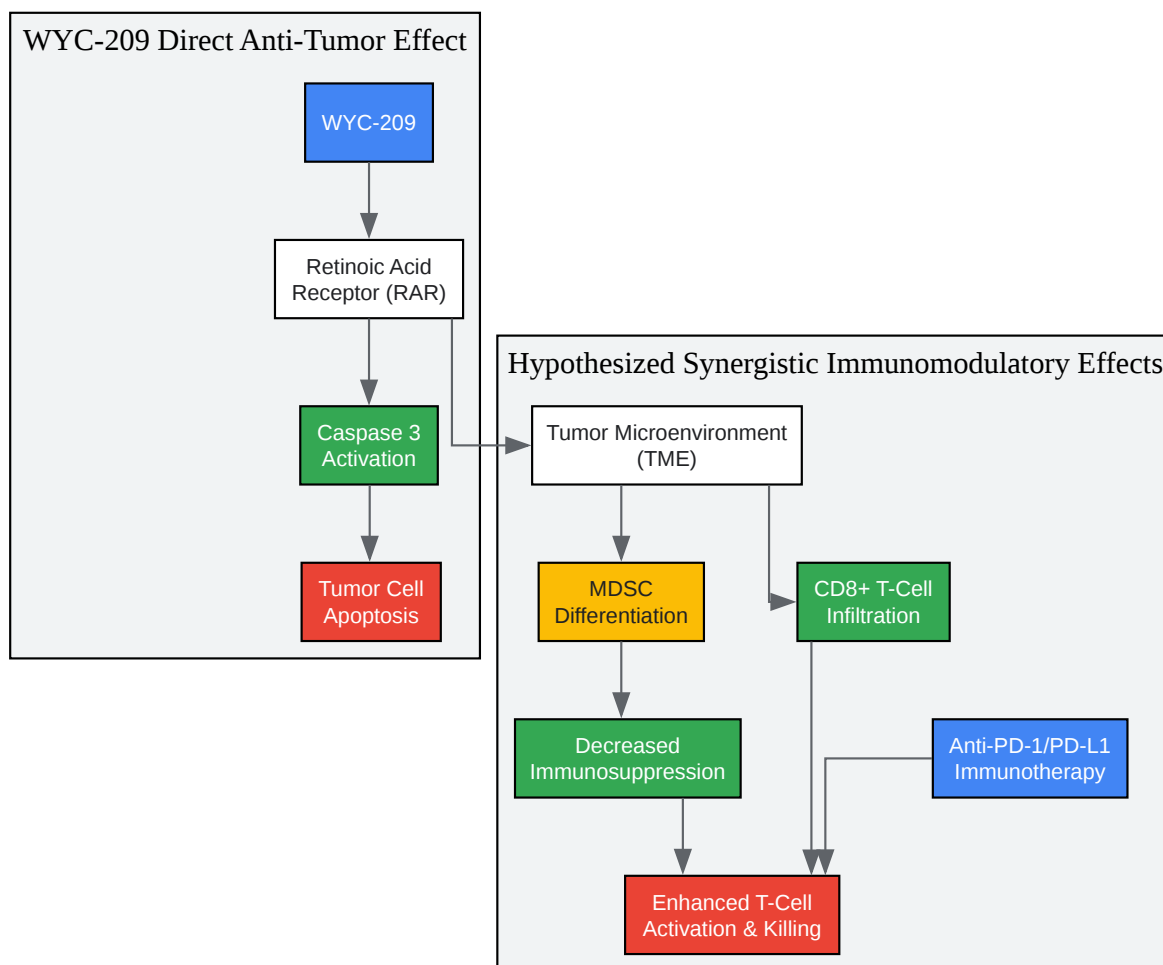 WYC-209 Direct Anti-Tumor Effect
WYC-209
Retinoic Acid
Receptor (RAR)
Caspase 3
Activation
Tumor Cell
Apoptosis
Hypothesized Synergistic Immunomodulatory Effects
Tumor Microenvironment
(TME)
MDSC
Differentiation
CD8+ T-Cell
Infiltration
Decreased
Immunosuppression
Anti-PD-1/PD-L1
Immunotherapy
Enhanced T-Cell
Activation & Killing